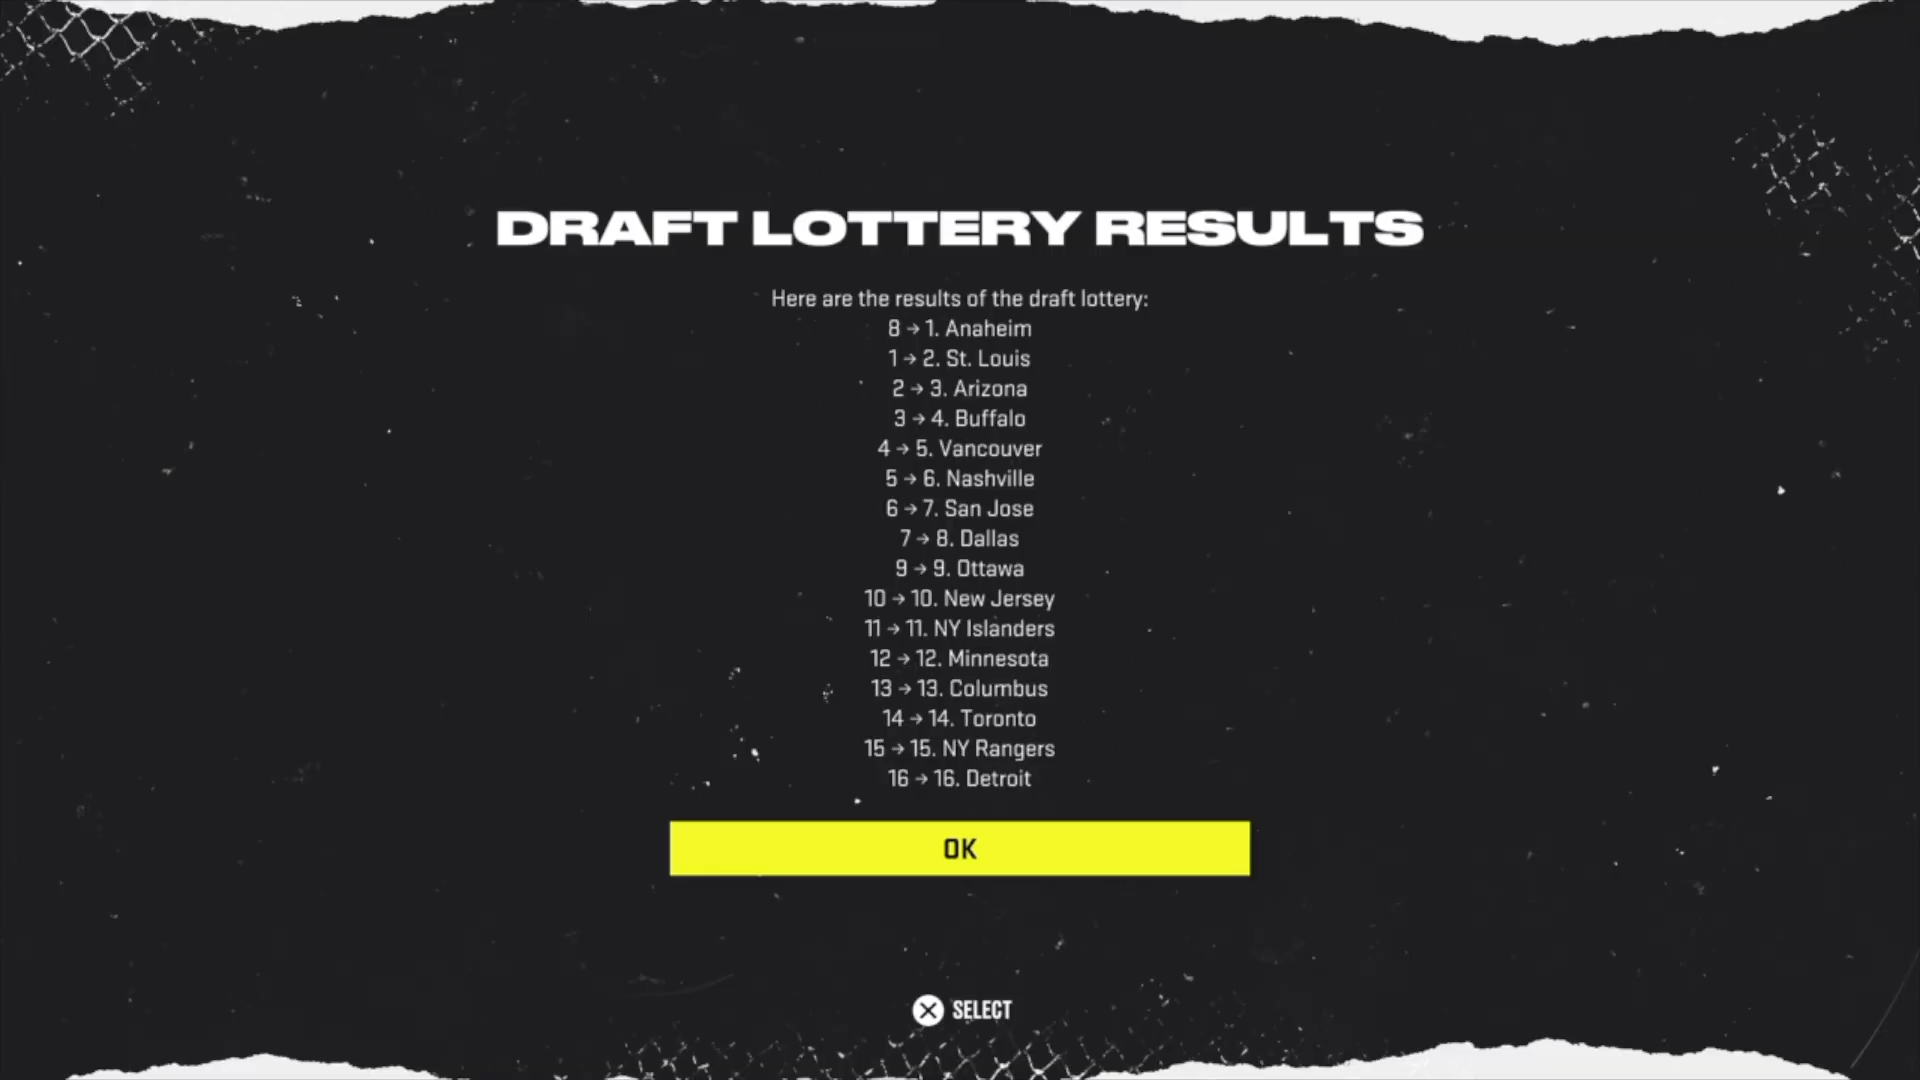 DRAFT LOTTERY RESULTS
Here are the results of the draft lottery:
8 → 1. Anaheim
1 → 2. St. Louis
2 → 3. Arizona
3 → 4. Buffalo
4 → 5. Vancouver
5 → 6. Nashville
6 → 7. San Jose
7 → 8. Dallas
9 → 9. Ottawa
10 → 10. New Jersey
11 → 11. NY Islanders
12 → 12. Minnesota
13 → 13. Columbus
14 → 14. Toronto
15 → 15. NY Rangers
16 → 16. Detroit
OK
SELECT